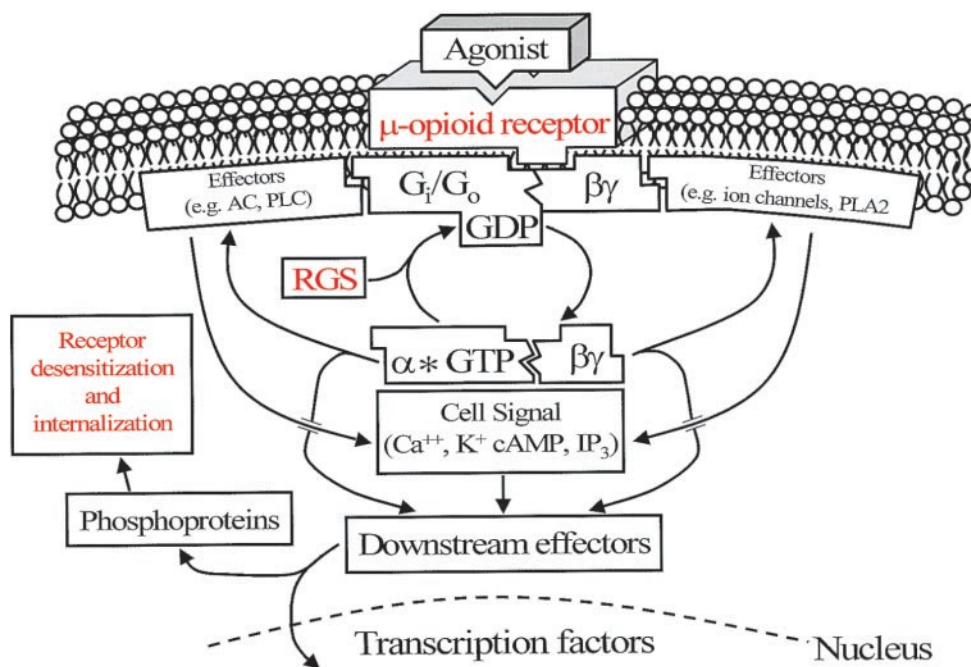 Agonist
μ-opioid receptor
Effectors
(e.g. AC, PLC)
Gi/Go
βγ
Effectors
(e.g. ion channels, PLA2
GDP
RGS
Receptor
desensitization
and
internalization
α* GTP
βγ
Cell Signal
(Ca⁺⁺, K⁺ cAMP, IP₃)
Phosphoproteins
Downstream effectors
Transcription factors
Nucleus